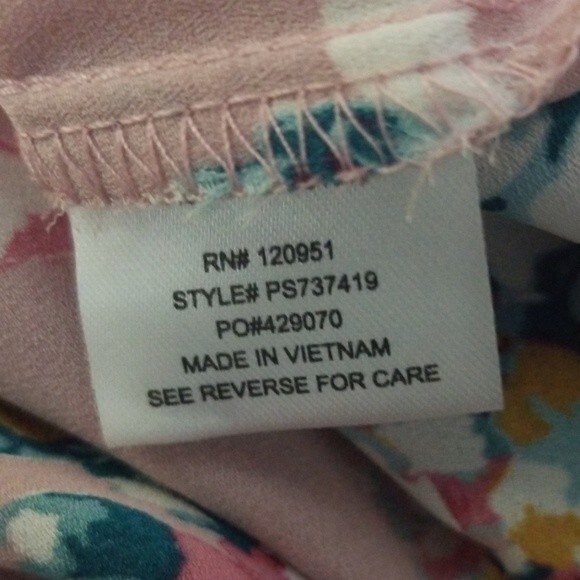 RN# 120951
STYLE# PS737419
PO#429070
MADE IN VIETNAM
SEE REVERSE FOR CARE